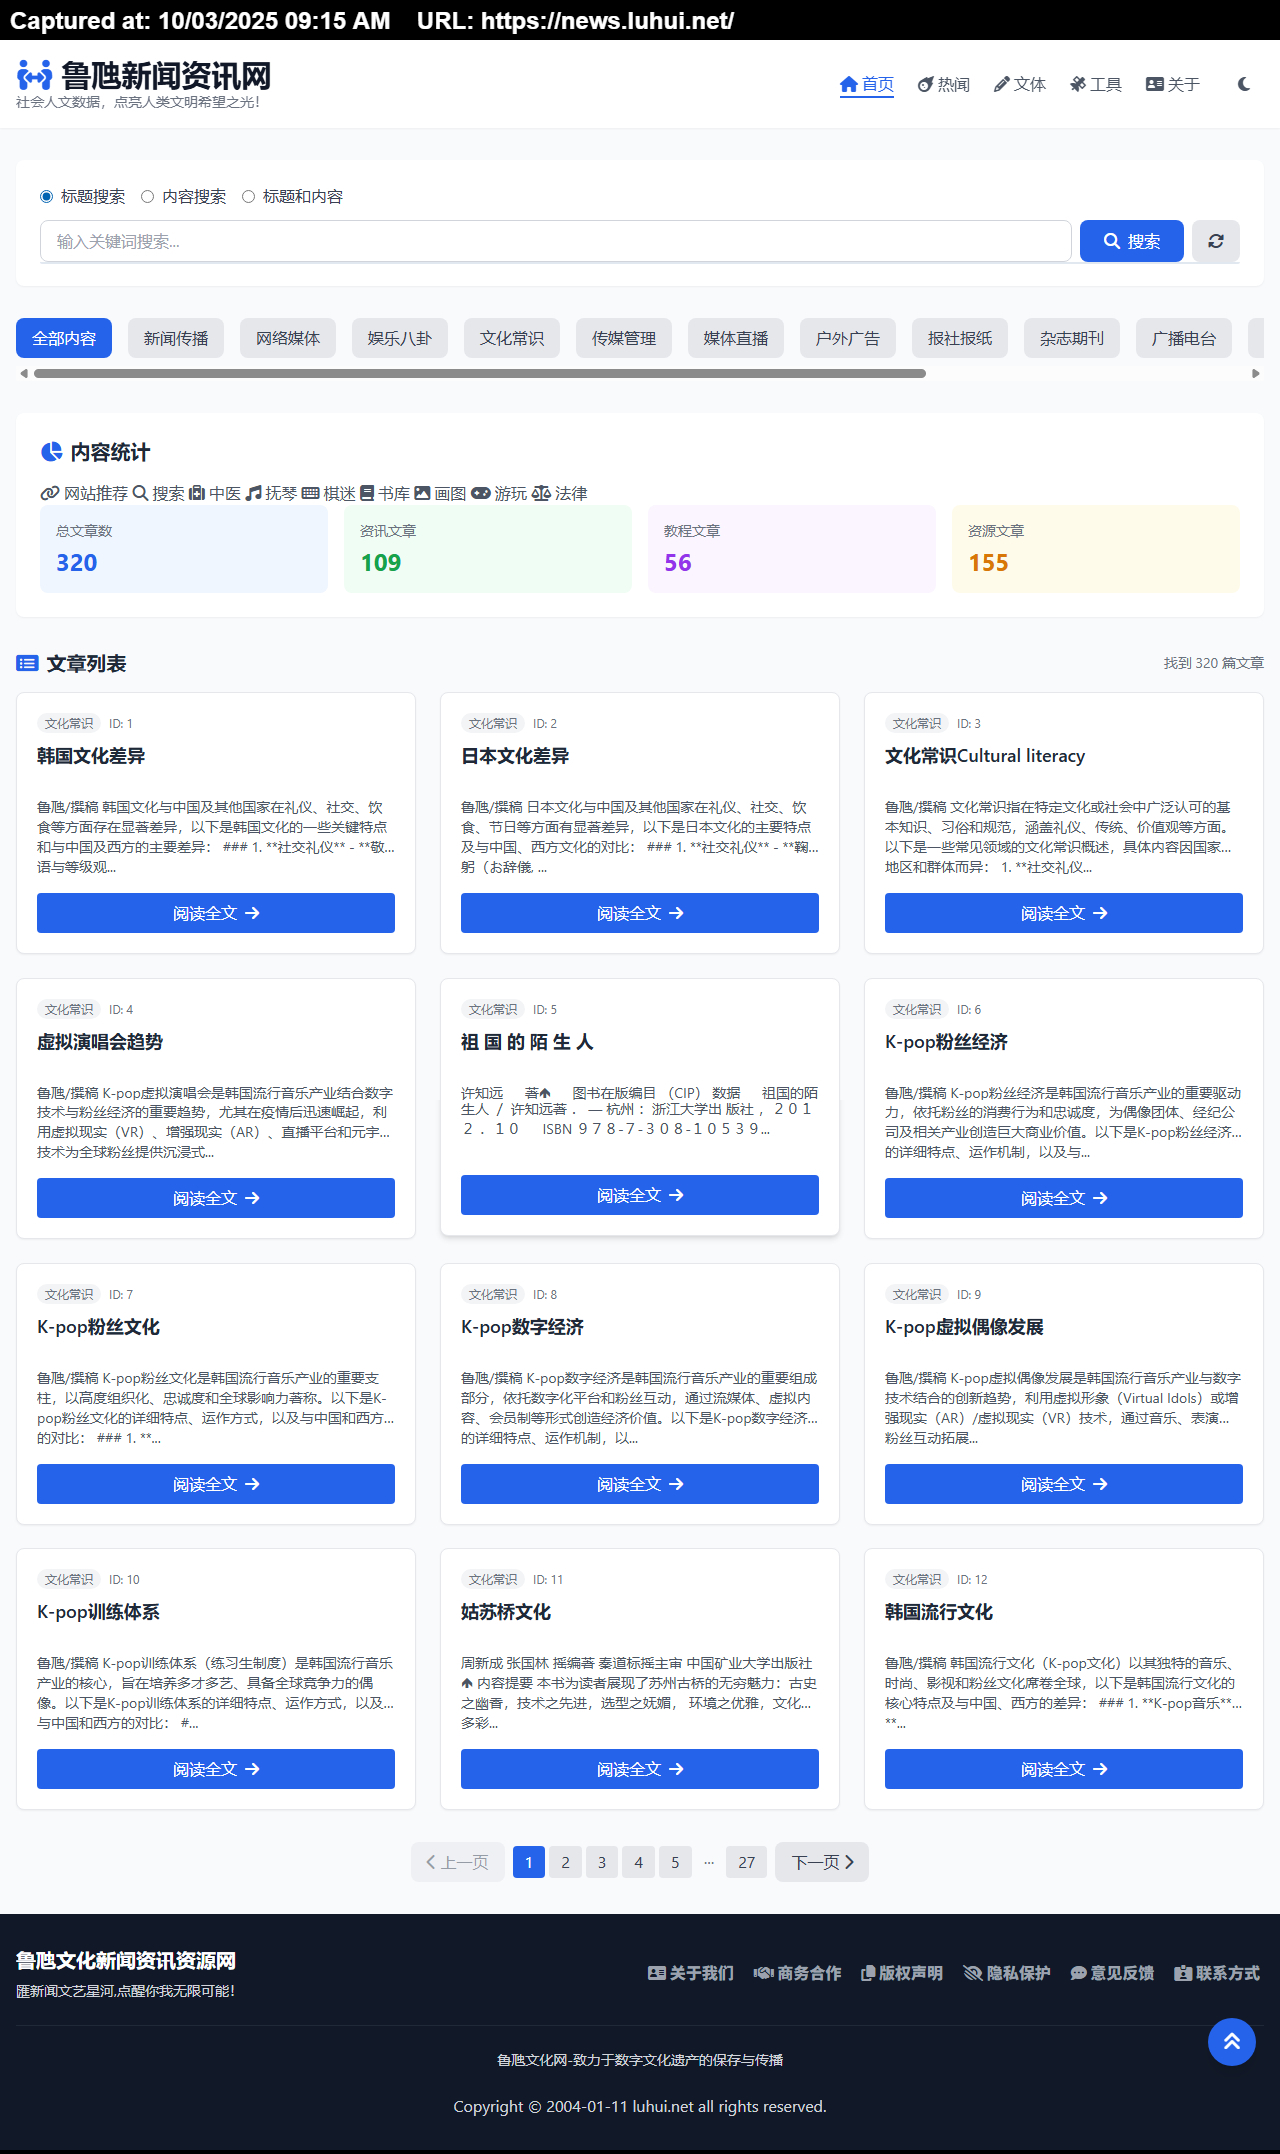 Captured at: 10/03/2025 09:15 AM URL: https://news.luhui.net/
鲁虺新闻资讯网
社会人文数据，点亮人类文明希望之光！
首页 热闻 文体 工具 关于
标题搜索 内容搜索 标题和内容
输入关键词搜索...
搜索
全部内容 新闻传播 网络媒体 娱乐八卦 文化常识 传媒管理 媒体直播 户外广告 报社报纸 杂志期刊 广播电台
内容统计
网站推荐 搜索 中医 抚琴 棋迷 书库 画图 游玩 法律
总文章数 资讯文章 教程文章 资源文章
320 109 56 155
文章列表
找到 320 篇文章
文化常识 ID: 1
韩国文化差异
鲁虺/撰稿 韩国文化与中国及其他国家在礼仪、社交、饮
食等方面存在显著差异，以下是韩国文化的一些关键特点
和与中国及西方的主要差异： ### 1. **社交礼仪** - **敬...
语与等级观...
阅读全文
文化常识 ID: 2
日本文化差异
鲁虺/撰稿 日本文化与中国及其他国家在礼仪、社交、饮
食、节日等方面有显著差异，以下是日本文化的主要特点
及与中国、西方文化的对比： ### 1. **社交礼仪** - **鞠...
躬（お辞儀, ...
阅读全文
文化常识 ID: 3
文化常识Cultural literacy
鲁虺/撰稿 文化常识指在特定文化或社会中广泛认可的基
本知识、习俗和规范，涵盖礼仪、传统、价值观等方面。
以下是一些常见领域的文化常识概述，具体内容因国家...
地区和群体而异： 1. **社交礼仪...
阅读全文
文化常识 ID: 4
虚拟演唱会趋势
鲁虺/撰稿 K-pop虚拟演唱会是韩国流行音乐产业结合数字
技术与粉丝经济的重要趋势，尤其在疫情后迅速崛起，利
用虚拟现实（VR）、增强现实（AR）、直播平台和元宇...
技术为全球粉丝提供沉浸式...
阅读全文
文化常识 ID: 5
祖 国 的 陌 生 人
许知远 著 图书在版编目 （CIP） 数据 祖国的陌
生人 / 许知远著． — 杭州 ：浙江大学出 版社 ，２０１
２ ．１０ ISBN ９７８-７-３０８-１０５３９...
阅读全文
文化常识 ID: 6
K-pop粉丝经济
鲁虺/撰稿 K-pop粉丝经济是韩国流行音乐产业的重要驱动
力，依托粉丝的消费行为和忠诚度，为偶像团体、经纪公
司及相关产业创造巨大商业价值。以下是K-pop粉丝经济...
的详细特点、运作机制，以及与...
阅读全文
文化常识 ID: 7
K-pop粉丝文化
鲁虺/撰稿 K-pop粉丝文化是韩国流行音乐产业的重要支
柱，以高度组织化、忠诚度和全球影响力著称。以下是K-
pop粉丝文化的详细特点、运作方式，以及与中国和西方...
的对比： ### 1. **...
阅读全文
文化常识 ID: 8
K-pop数字经济
鲁虺/撰稿 K-pop数字经济是韩国流行音乐产业的重要组成
部分，依托数字化平台和粉丝互动，通过流媒体、虚拟内
容、会员制等形式创造经济价值。以下是K-pop数字经济...
的详细特点、运作机制，以...
阅读全文
文化常识 ID: 9
K-pop虚拟偶像发展
鲁虺/撰稿 K-pop虚拟偶像发展是韩国流行音乐产业与数字
技术结合的创新趋势，利用虚拟形象（Virtual Idols）或增
强现实（AR）/虚拟现实（VR）技术，通过音乐、表演...
粉丝互动拓展...
阅读全文
文化常识 ID: 10
K-pop训练体系
鲁虺/撰稿 K-pop训练体系（练习生制度）是韩国流行音乐
产业的核心，旨在培养多才多艺、具备全球竞争力的偶
像。以下是K-pop训练体系的详细特点、运作方式，以及...
与中国和西方的对比： #...
阅读全文
文化常识 ID: 11
姑苏桥文化
周新成 张国林 摇编著 秦道标摇主审 中国矿业大学出版社
内容提要 本书为读者展现了苏州古桥的无穷魅力：古史
之幽香，技术之先进，选型之妩媚， 环境之优雅，文化...
多彩...
阅读全文
文化常识 ID: 12
韩国流行文化
鲁虺/撰稿 韩国流行文化（K-pop文化）以其独特的音乐、
时尚、影视和粉丝文化席卷全球，以下是韩国流行文化的
核心特点及与中国、西方的差异： ### 1. **K-pop音乐**...
**...
阅读全文
上一页 1 2 3 4 5 ... 27 下一页
鲁虺文化新闻资讯资源网
匯新闻文艺星河,点醒你我无限可能！
关于我们 商务合作 版权声明 隐私保护 意见反馈 联系方式
鲁虺文化网-致力于数字文化遗产的保存与传播
Copyright © 2004-01-11 luhui.net all rights reserved.